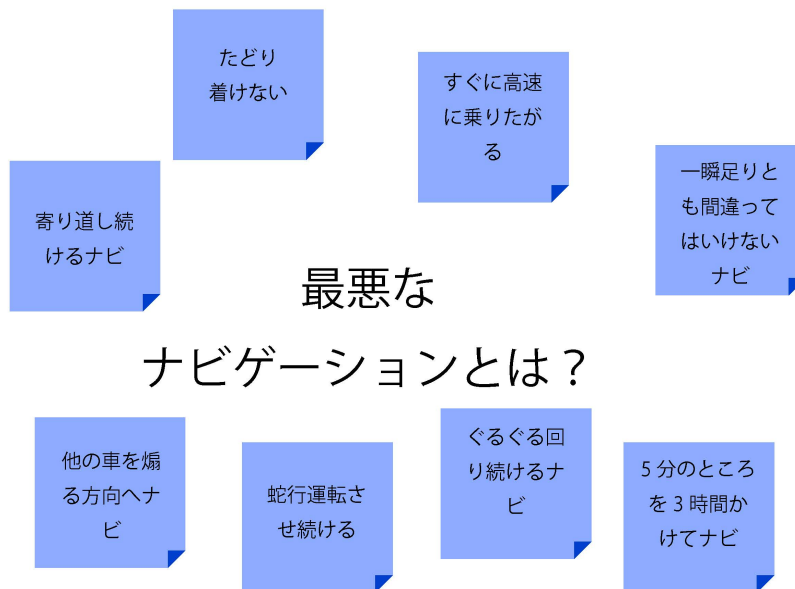 たどり
着けない
すぐに高速
に乗りたが
る
一瞬足りと
も間違って
はいけない
ナビ
寄り道し続
けるナビ
最悪な
ナビゲーションとは？
他の車を煽
る方向へナ
ビ
蛇行運転さ
せ続ける
ぐるぐる回
り続けるナ
ビ
5 分のところ
を 3 時間か
けてナビ